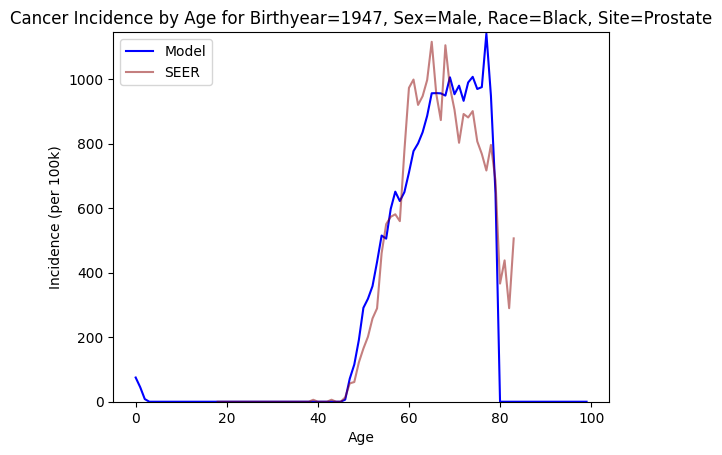 Cancer Incidence by Age for Birthyear=1947, Sex=Male, Race=Black, Site=Prostate
Model
SEER
1000
800
600
400
200
0
Incidence (per 100k)
0 20 40 60 80 100
Age